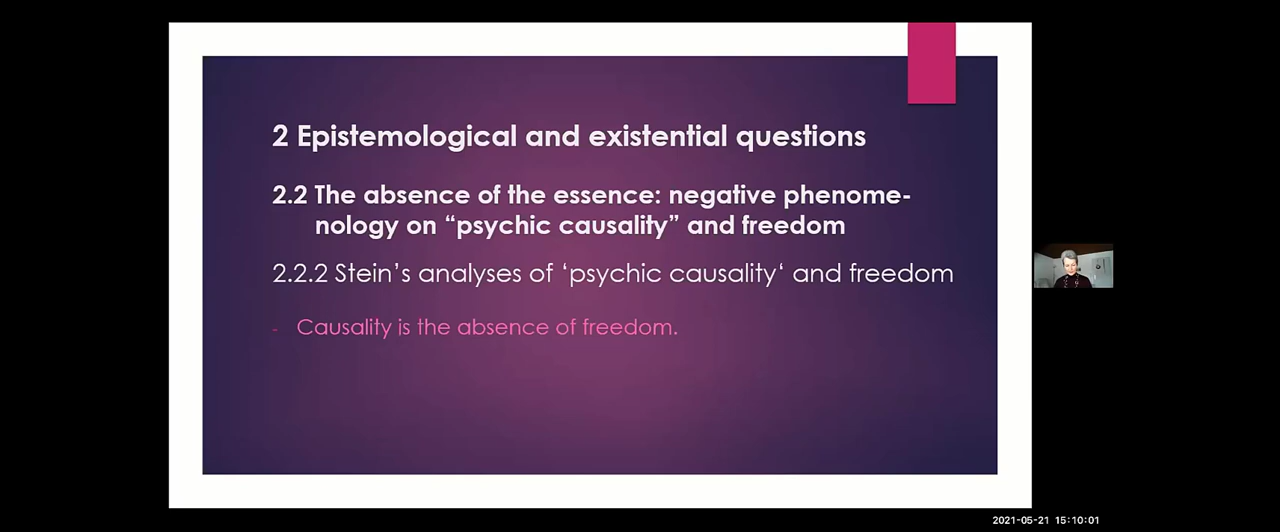 2 Epistemological and existential questions
2.2 The absence of the essence: negative phenome-
nology on “psychic causality” and freedom
2.2.2 Stein’s analyses of ‘psychic causality‘ and freedom
- Causality is the absence of freedom.
2021-05-21 15:10:01